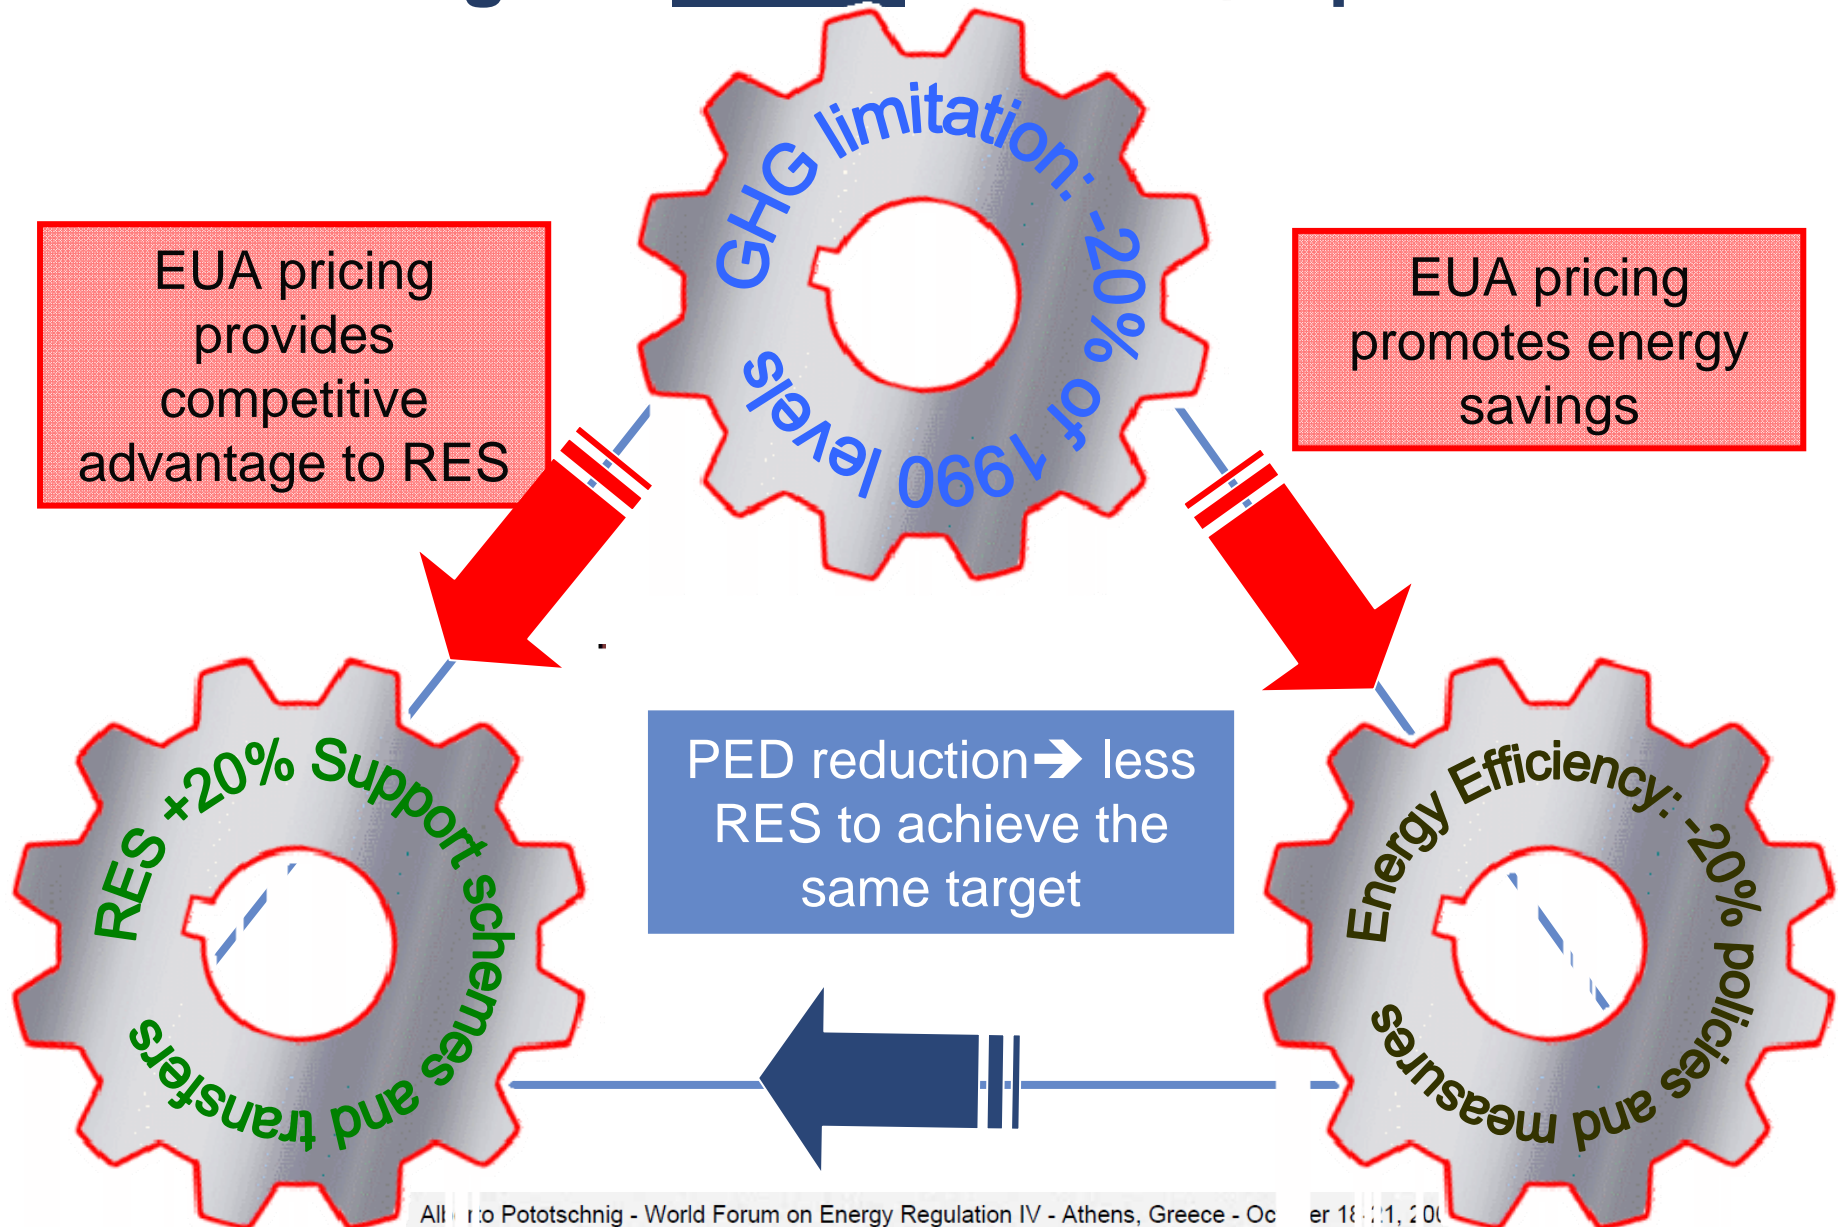 GHG limitation: -20% of 1990 levels
EUA pricing
provides
competitive
advantage to RES
EUA pricing
promotes energy
savings
PED reduction➔ less
RES to achieve the
same target
RES +20% Support schemes and transfers
Energy Efficiency: -20% policies and measures
Pototschnig - World Forum on Energy Regulation IV - Athens, Greece -